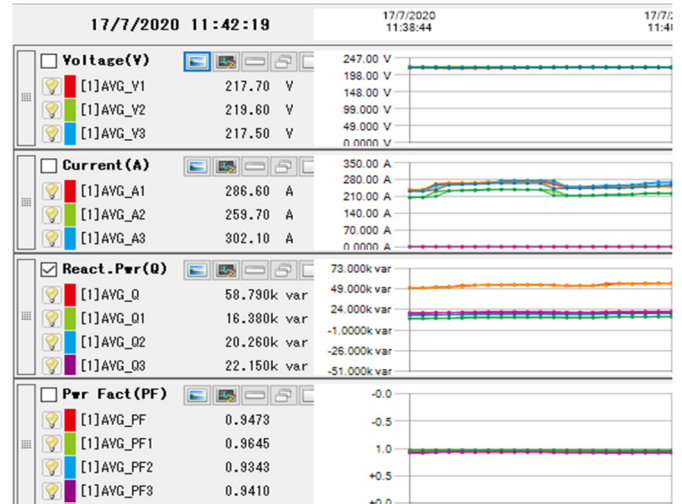 17/7/2020 11:42:19
17/7/2020
11:38:44
Voltage(V)
[1]AVG_V1 217.70 V
[1]AVG_V2 219.60 V
[1]AVG_V3 217.50 V
247.00 V
198.00 V
148.00 V
99.000 V
49.000 V
0.0000 V
Current(A)
[1]AVG_A1 286.60 A
[1]AVG_A2 259.70 A
[1]AVG_A3 302.10 A
350.00 A
280.00 A
210.00 A
140.00 A
70.000 A
0.0000 A
React.Pwr(Q)
[1]AVG_Q 58.790k var
[1]AVG_Q1 16.380k var
[1]AVG_Q2 20.260k var
[1]AVG_Q3 22.150k var
73.000k var
49.000k var
24.000k var
-1.0000k var
-26.000k var
-51.000k var
Pwr Fact(PF)
[1]AVG_PF 0.9473
[1]AVG_PF1 0.9645
[1]AVG_PF2 0.9343
[1]AVG_PF3 0.9410
-0.0
-0.5
1.0
+0.5
+0.0